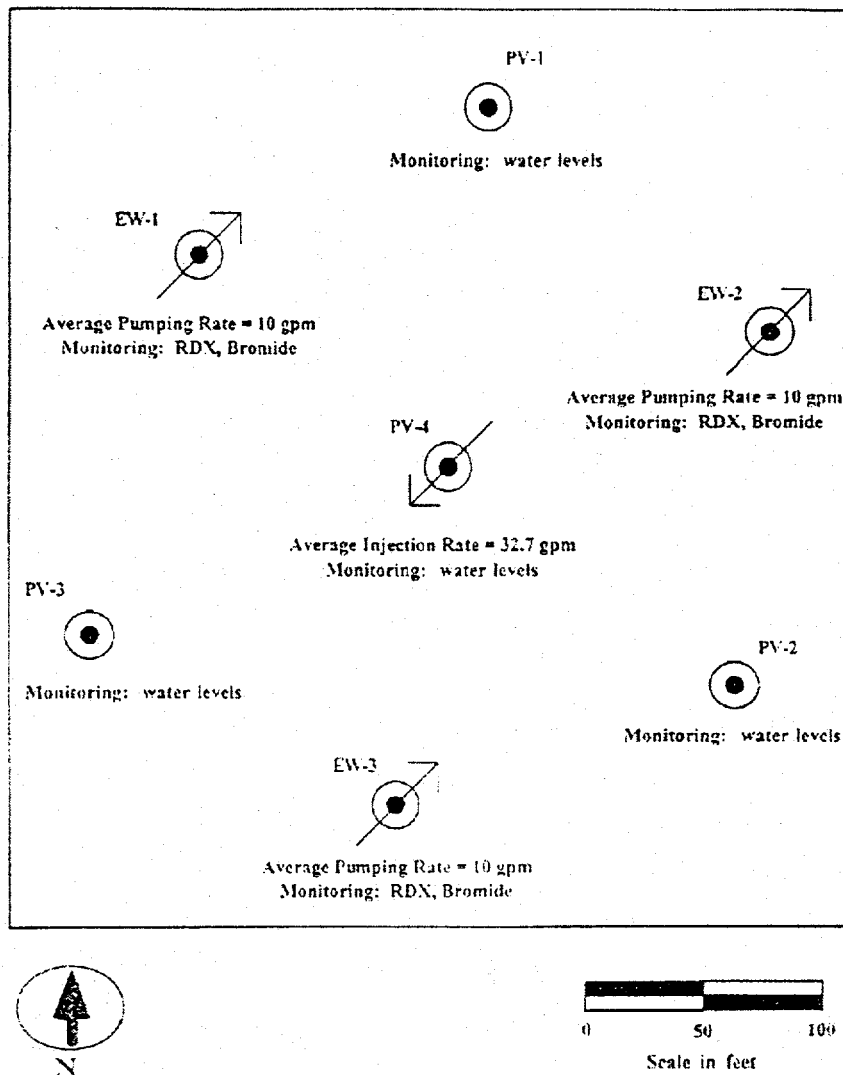 PV-1
Monitoring: water levels
EW-1
Average Pumping Rate = 10 gpm
Monitoring: RDX, Bromide
EW-2
Average Pumping Rate = 10 gpm
Monitoring: RDX, Bromide
PV-4
Average Injection Rate = 32.7 gpm
Monitoring: water levels
PV-3
Monitoring: water levels
PV-2
Monitoring: water levels
EW-3
Average Pumping Rate = 10 gpm
Monitoring: RDX, Bromide
N
0 50 100
Scale in feet